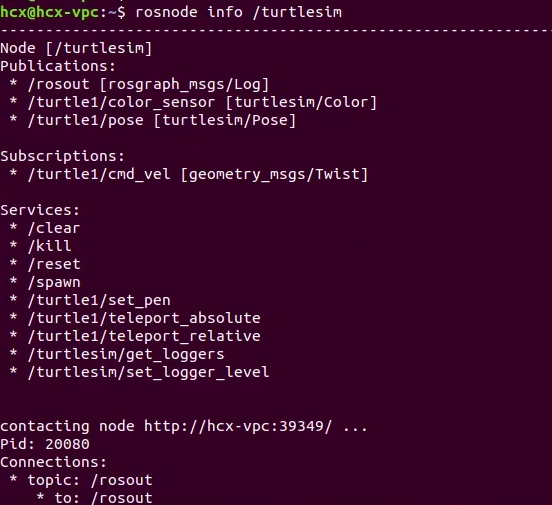 hcx@hcx-vpc:~$ rosnode info /turtlesim
--------------------------------------------------------------------------------
Node [/turtlesim]
Publications:
 * /rosout [rosgraph_msgs/Log]
 * /turtle1/color_sensor [turtlesim/Color]
 * /turtle1/pose [turtlesim/Pose]

Subscriptions:
 * /turtle1/cmd_vel [geometry_msgs/Twist]

Services:
 * /clear
 * /kill
 * /reset
 * /spawn
 * /turtle1/set_pen
 * /turtle1/teleport_absolute
 * /turtle1/teleport_relative
 * /turtlesim/get_loggers
 * /turtlesim/set_logger_level


contacting node http://hcx-vpc:39349/ ...
Pid: 20080
Connections:
 * topic: /rosout
    * to: /rosout